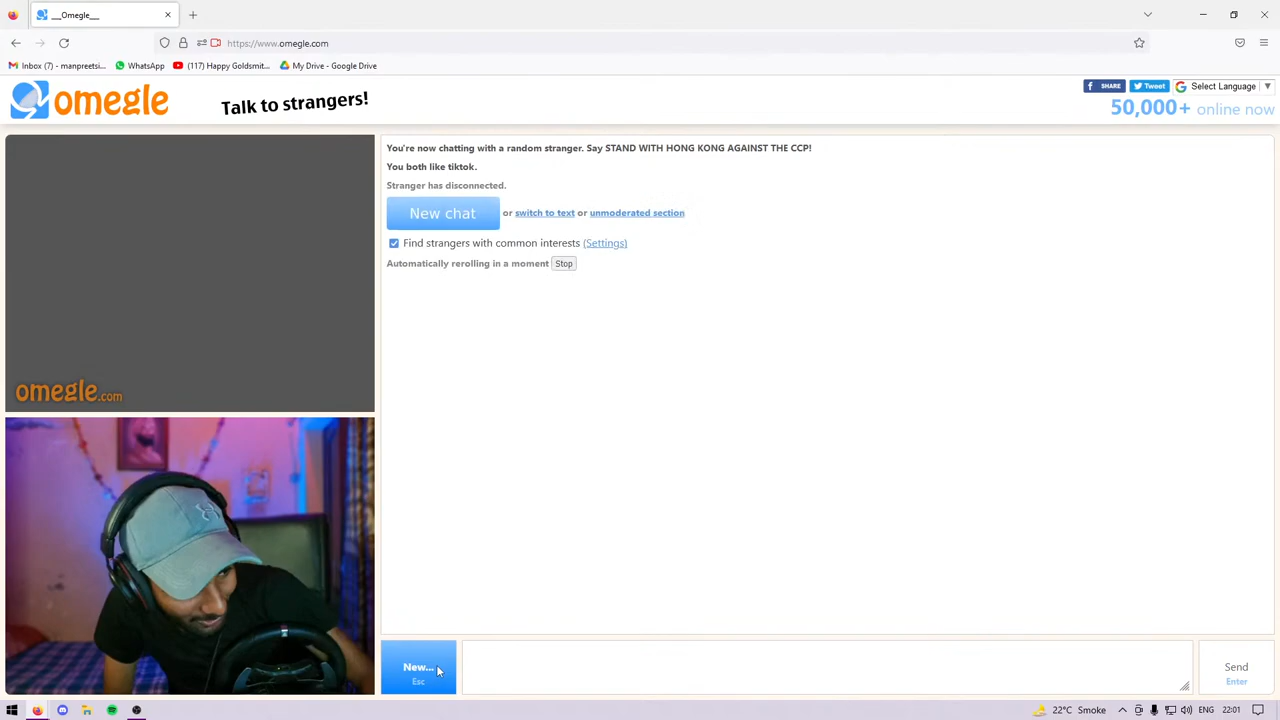 __Omegle__
https://www.omegle.com
Inbox (7) - manpreetsi...
WhatsApp
(117) Happy Goldsmit...
My Drive - Google Drive
omegle
Talk to strangers!
SHARE
Tweet
Select Language
50,000+ online now
You're now chatting with a random stranger. Say STAND WITH HONG KONG AGAINST THE CCP!
You both like tiktok.
Stranger has disconnected.
New chat or switch to text or unmoderated section
Find strangers with common interests (Settings)
Automatically rerolling in a moment Stop
omegle.com
New...
Esc
Send
Enter
22°C Smoke
22:01